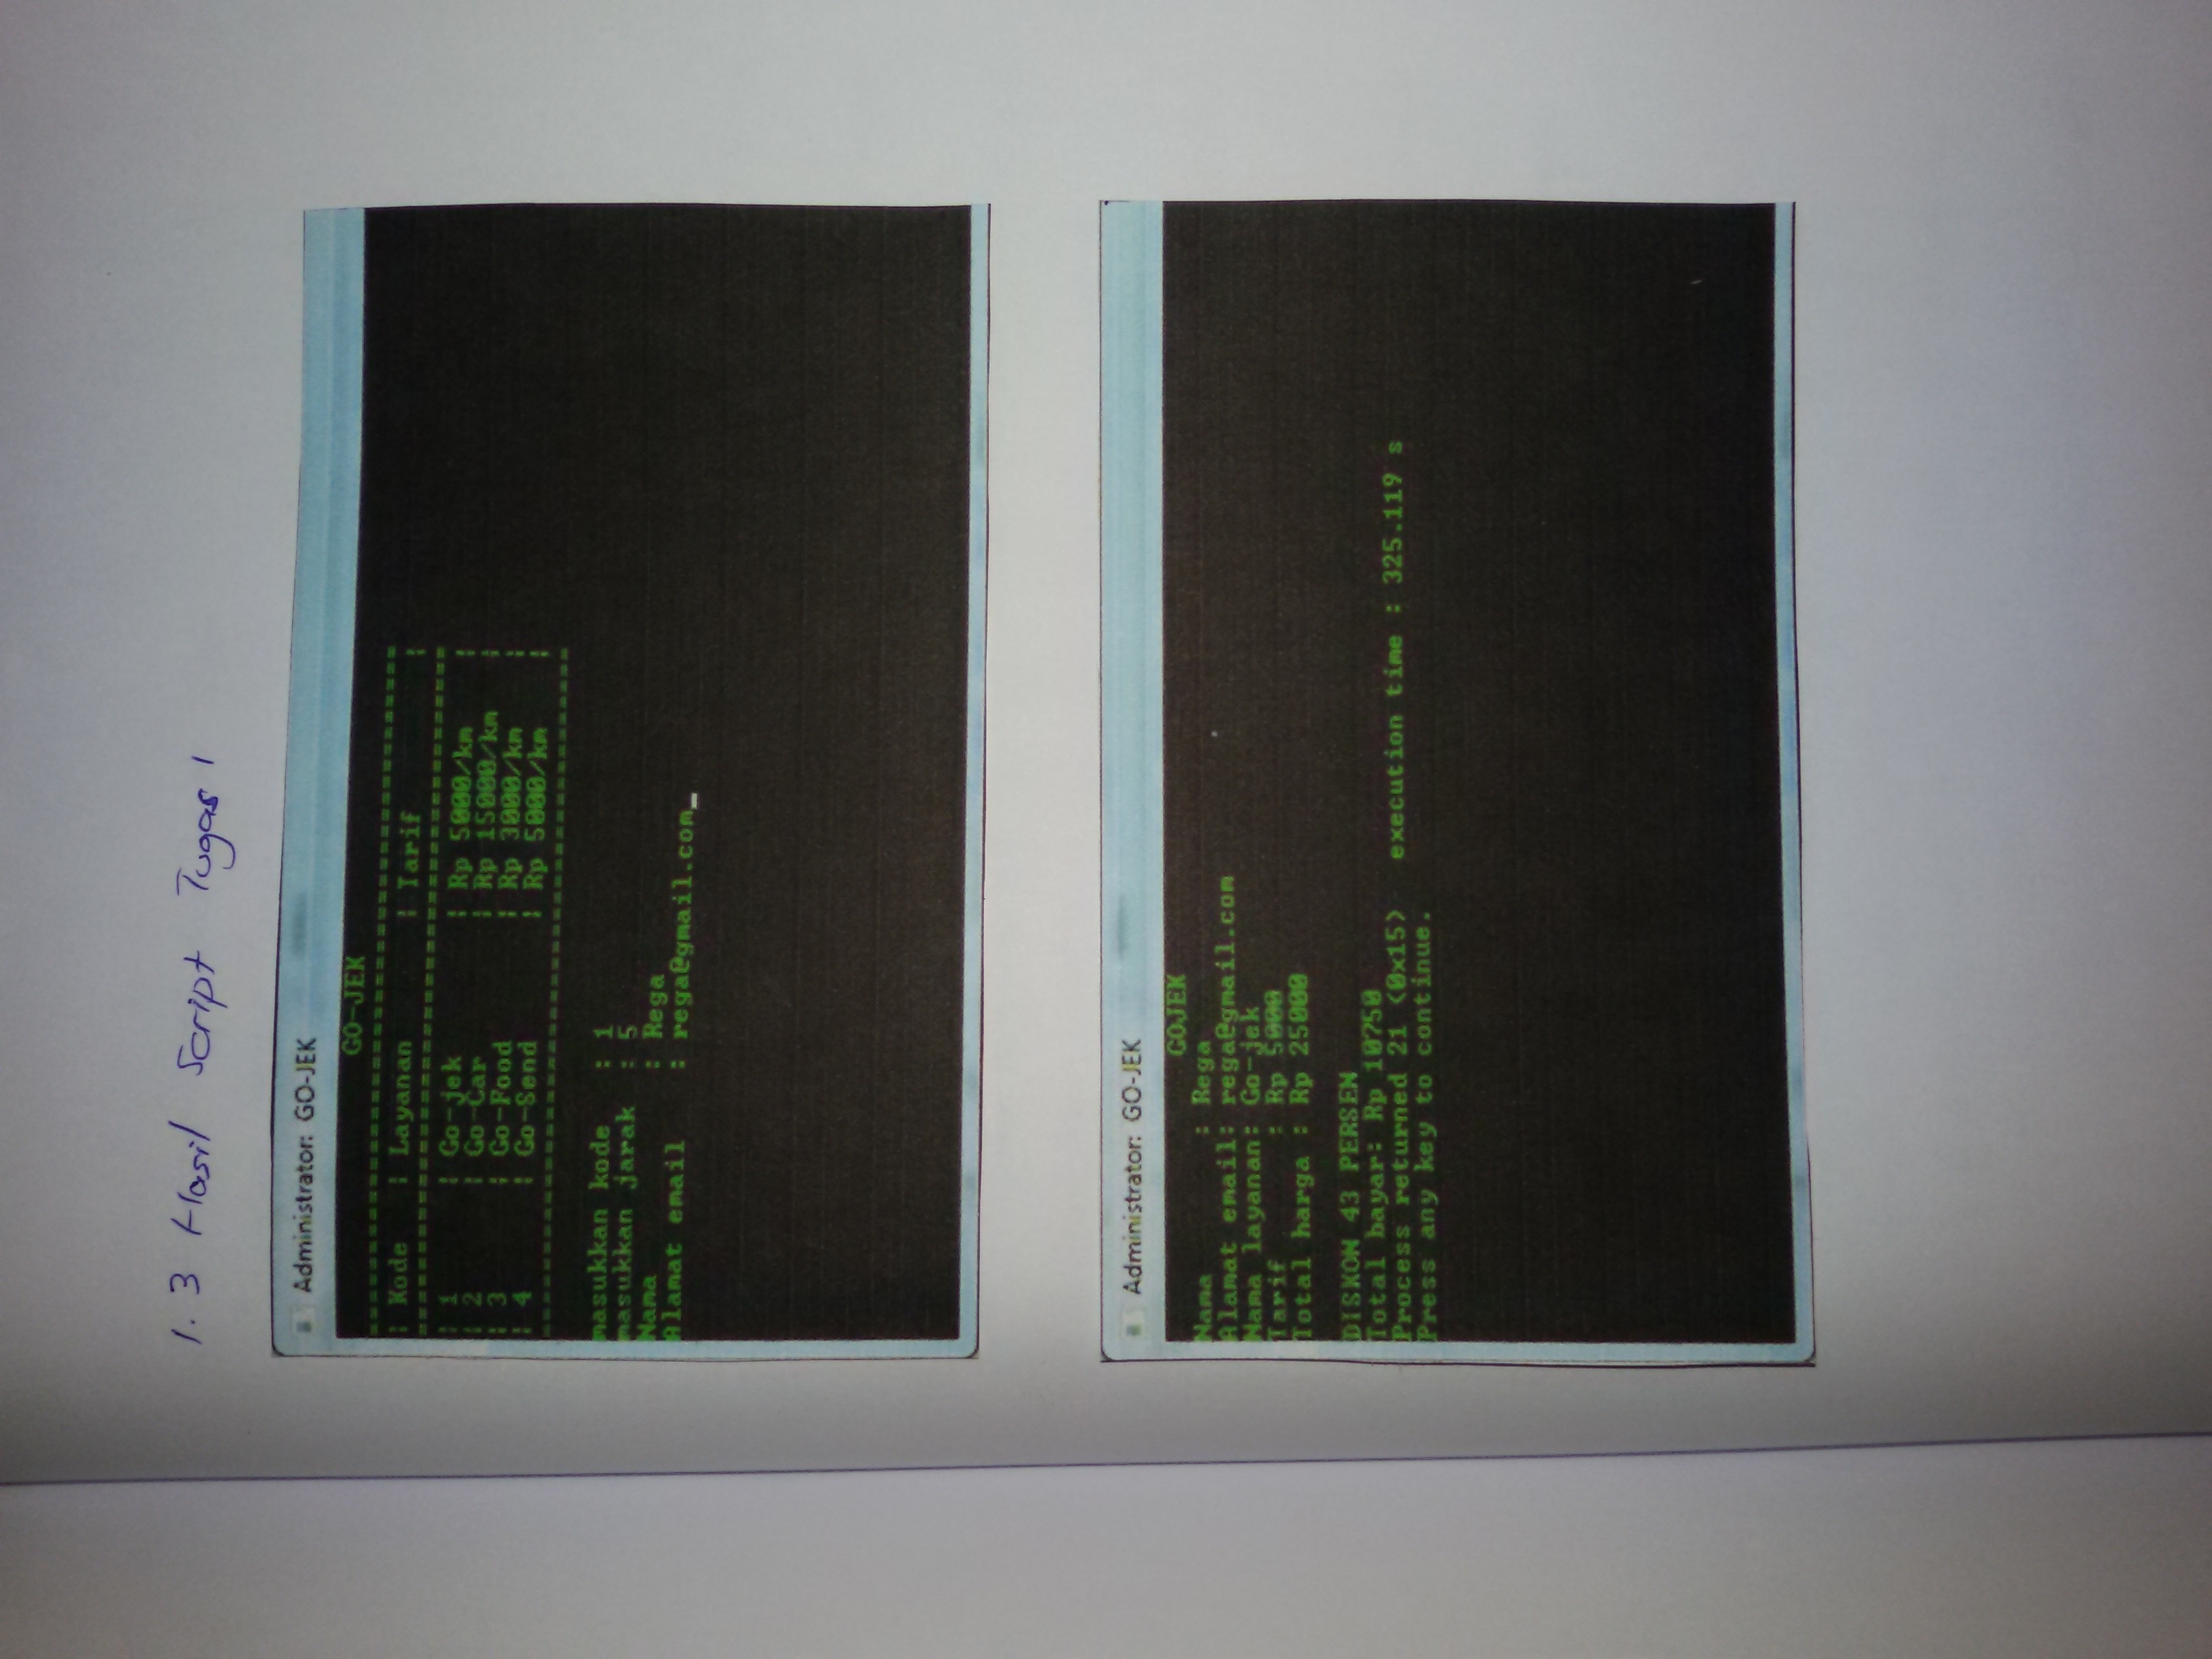 1.3 Hasil Script Tugas 1
Administrator: GO-JEK
GO-JEK
==========================================
| Kode | Layanan | Tarif |
==========================================
| 1 | Go-jek | Rp 5000/km |
| 2 | Go-Car | Rp 15000/km |
| 3 | Go-Food | Rp 3000/km |
| 4 | Go-Send | Rp 5000/km |
==========================================
masukkan kode : 1
masukkan jarak : 5
Nama : Rega
Alamat email : rega@gmail.com_
Administrator: GO-JEK
GOJEK
Nama : Rega
Alamat email: rega@gmail.com
Nama layanan: Go-jek
Tarif : Rp 5000
Total harga : Rp 25000
DISKON 43 PERSEN
Total bayar: Rp 10750
Process returned 21 (0x15) execution time : 325.119 s
Press any key to continue.